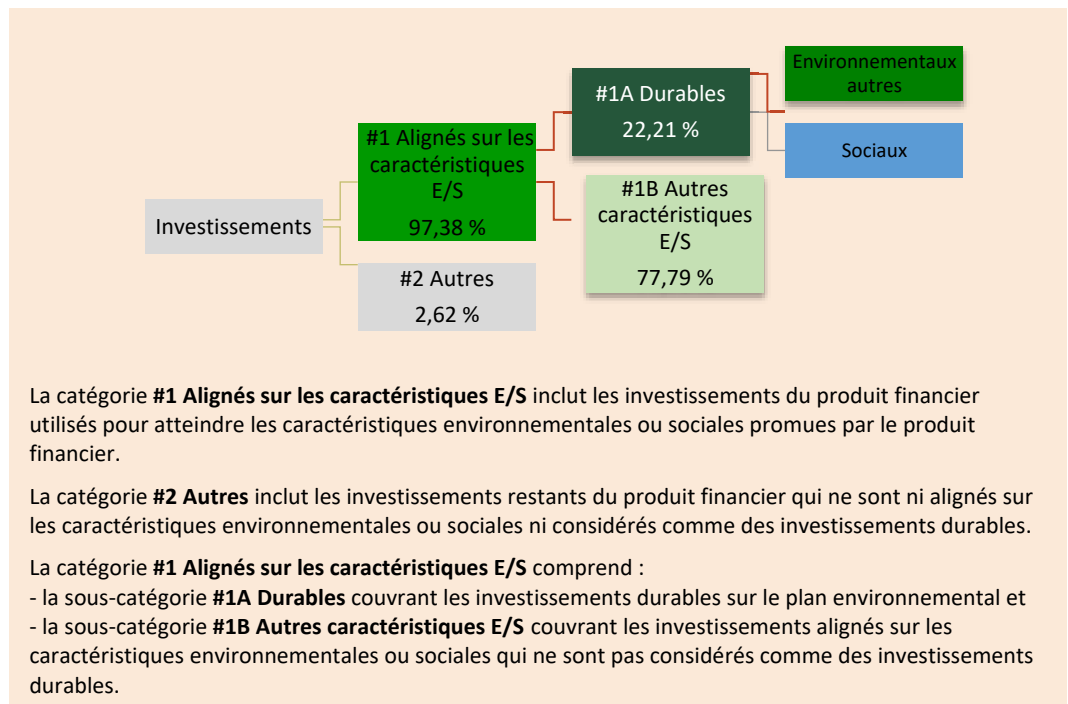 Investissements
#1 Alignés sur les
caractéristiques
E/S
97,38 %
#2 Autres
2,62 %
#1A Durables
22,21 %
#1B Autres
caractéristiques
E/S
77,79 %
Environnementaux
autres
Sociaux
La catégorie #1 Alignés sur les caractéristiques E/S inclut les investissements du produit financier
utilisés pour atteindre les caractéristiques environnementales ou sociales promues par le produit
financier.
La catégorie #2 Autres inclut les investissements restants du produit financier qui ne sont ni alignés sur
les caractéristiques environnementales ou sociales ni considérés comme des investissements durables.
La catégorie #1 Alignés sur les caractéristiques E/S comprend :
- la sous-catégorie #1A Durables couvrant les investissements durables sur le plan environnemental et
- la sous-catégorie #1B Autres caractéristiques E/S couvrant les investissements alignés sur les
caractéristiques environnementales ou sociales qui ne sont pas considérés comme des investissements
durables.